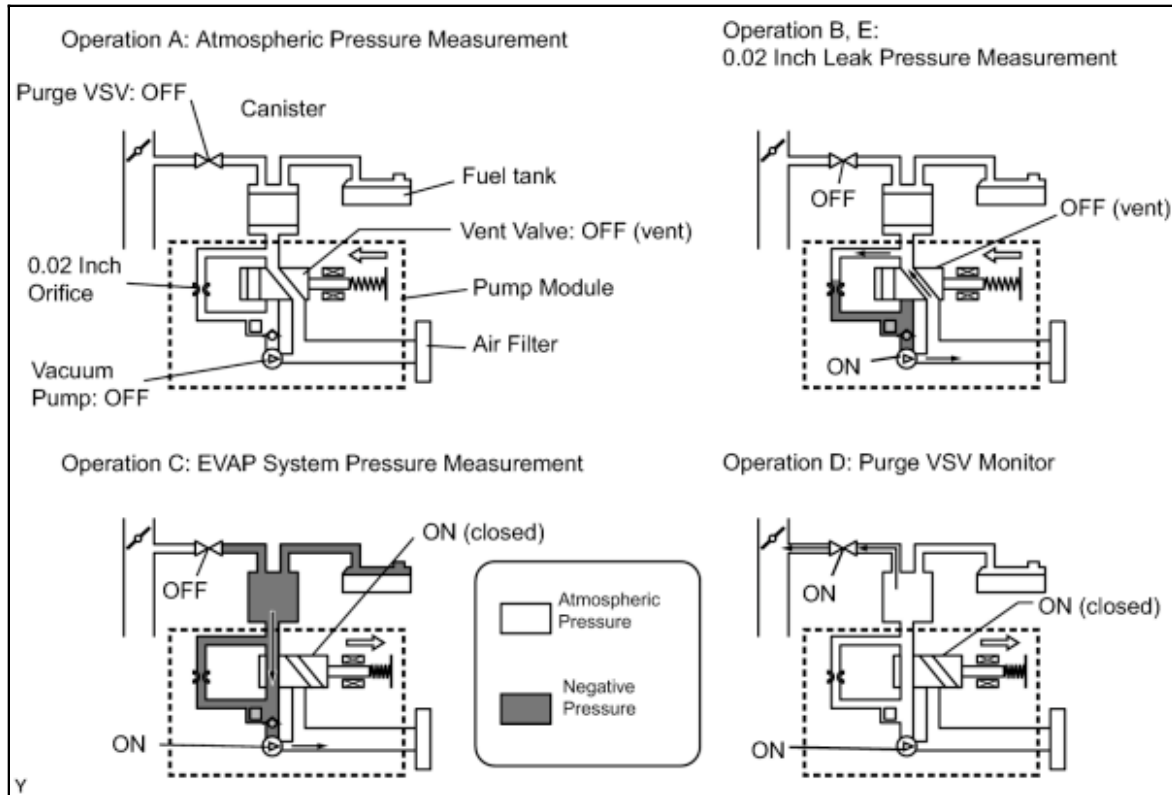 Operation A: Atmospheric Pressure Measurement
Purge VSV: OFF
Canister
Fuel tank
Vent Valve: OFF (vent)
0.02 Inch
Orifice
Pump Module
Air Filter
Vacuum
Pump: OFF
Operation B, E:
0.02 Inch Leak Pressure Measurement
OFF
OFF (vent)
ON
Operation C: EVAP System Pressure Measurement
ON (closed)
OFF
ON
Atmospheric
Pressure
Negative
Pressure
Operation D: Purge VSV Monitor
ON
ON (closed)
ON
Y